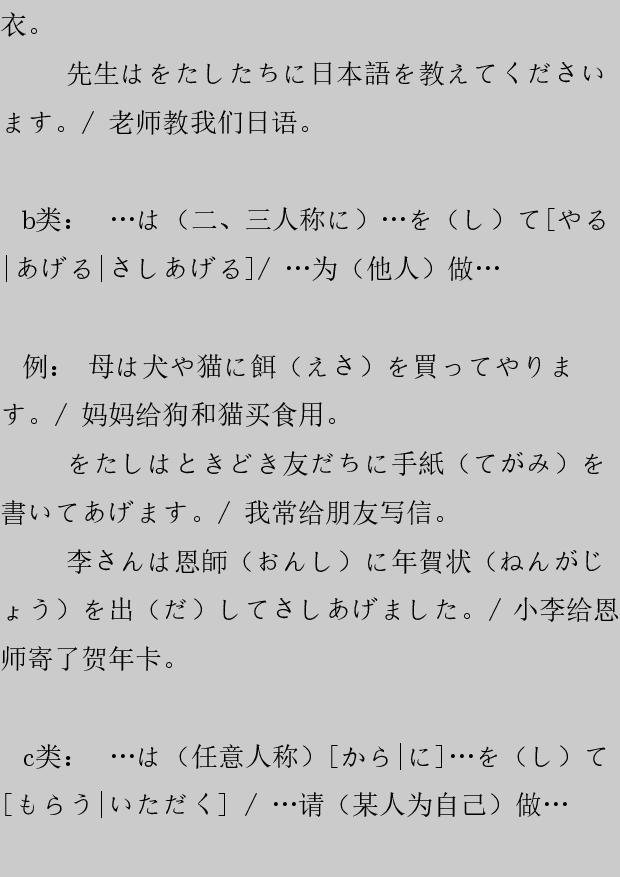 衣。
先生はをたしたちに日本語を教えてください
ます。/ 老师教我们日语。
b类： …は（二、三人称に）…を（し）て[やる
|あげる|さしあげる]/ …为（他人）做…
例： 母は犬や猫に餌（えさ）を買ってやりま
す。/ 妈妈给狗和猫买食用。
をたしはときどき友だちに手紙（てがみ）を
書いてあげます。/ 我常给朋友写信。
李さんは恩師（おんし）に年賀状（ねんがじ
ょう）を出（だ）してさしあげました。/ 小李给恩
师寄了贺年卡。
c类： …は（任意人称）[から|に]…を（し）て
[もらう|いただく] / …请（某人为自己）做…